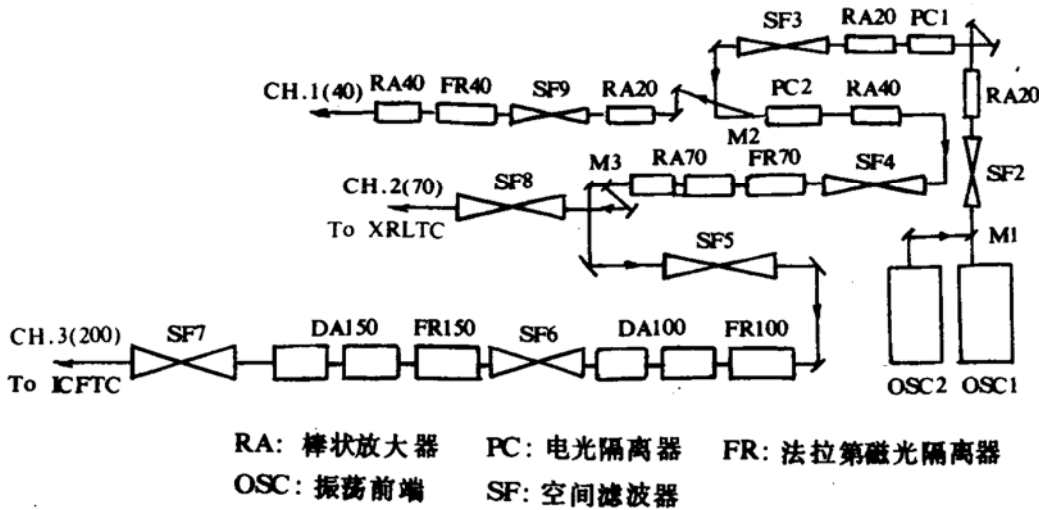 SF3 RA20 PC1
CH.1(40) RA40 FR40 SF9 RA20 PC2 RA40 RA20
M2
M3 RA70 FR70 SF4 SF2
CH.2(70) SF8
To XRLTC
SF5 M1
CH.3(200) SF7 DA150 FR150 SF6 DA100 FR100
To ICFTC OSC2 OSC1
RA: 棒状放大器 PC: 电光隔离器 FR: 法拉第磁光隔离器
OSC: 振荡前端 SF: 空间滤波器